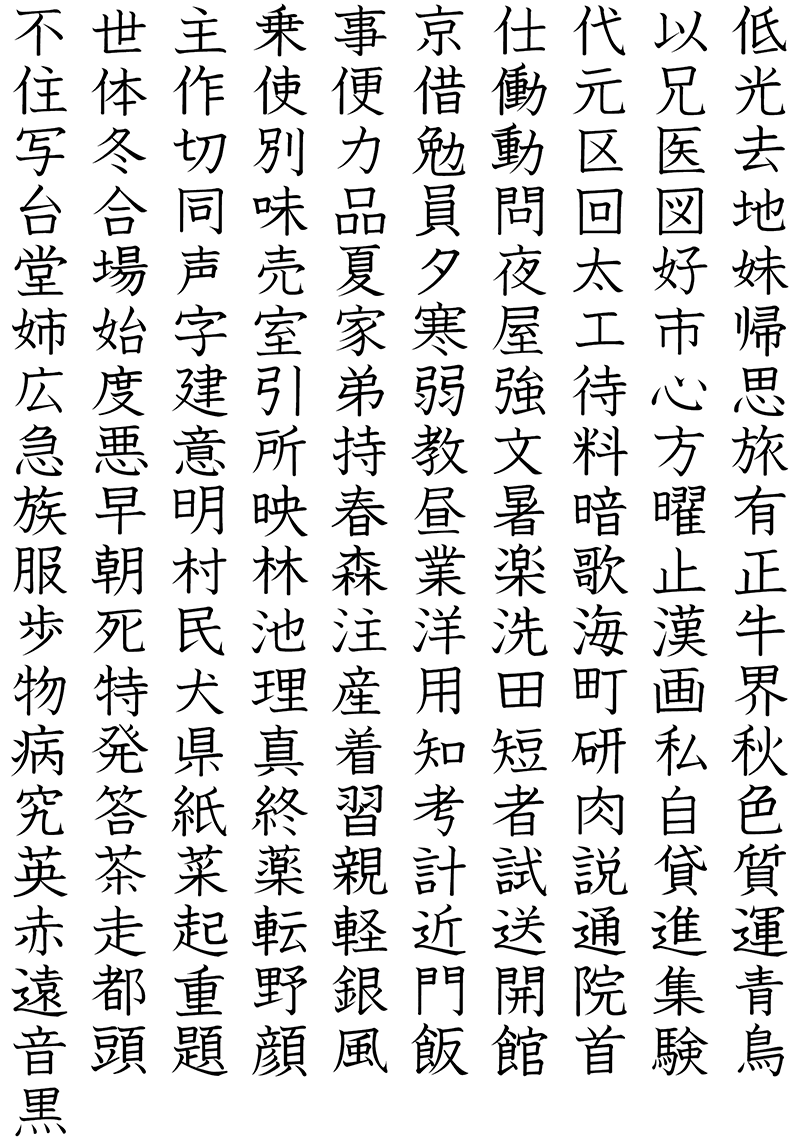 不 世 主 乗 事 京 仕 代 以 低
住 体 作 使 便 借 働 元 兄 光
写 冬 切 別 力 勉 動 区 医 去
台 合 同 味 品 員 問 回 図 地
堂 場 声 売 夏 夕 夜 太 好 妹
姉 始 字 室 家 寒 屋 工 市 帰
広 度 建 引 弟 弱 強 待 心 思
急 悪 意 所 持 教 文 料 方 旅
族 早 明 映 春 昼 暑 暗 曜 有
服 朝 村 林 森 業 楽 歌 止 正
歩 死 民 池 注 洋 洗 海 漢 牛
物 特 犬 理 産 用 田 町 画 界
病 発 県 真 着 知 短 研 私 秋
究 答 紙 終 習 考 者 肉 自 色
英 茶 菜 薬 親 計 試 説 貸 質
赤 走 起 転 軽 近 送 通 進 運
遠 都 重 野 銀 門 開 院 集 青
音 頭 題 顔 風 飯 館 首 験 鳥
黒